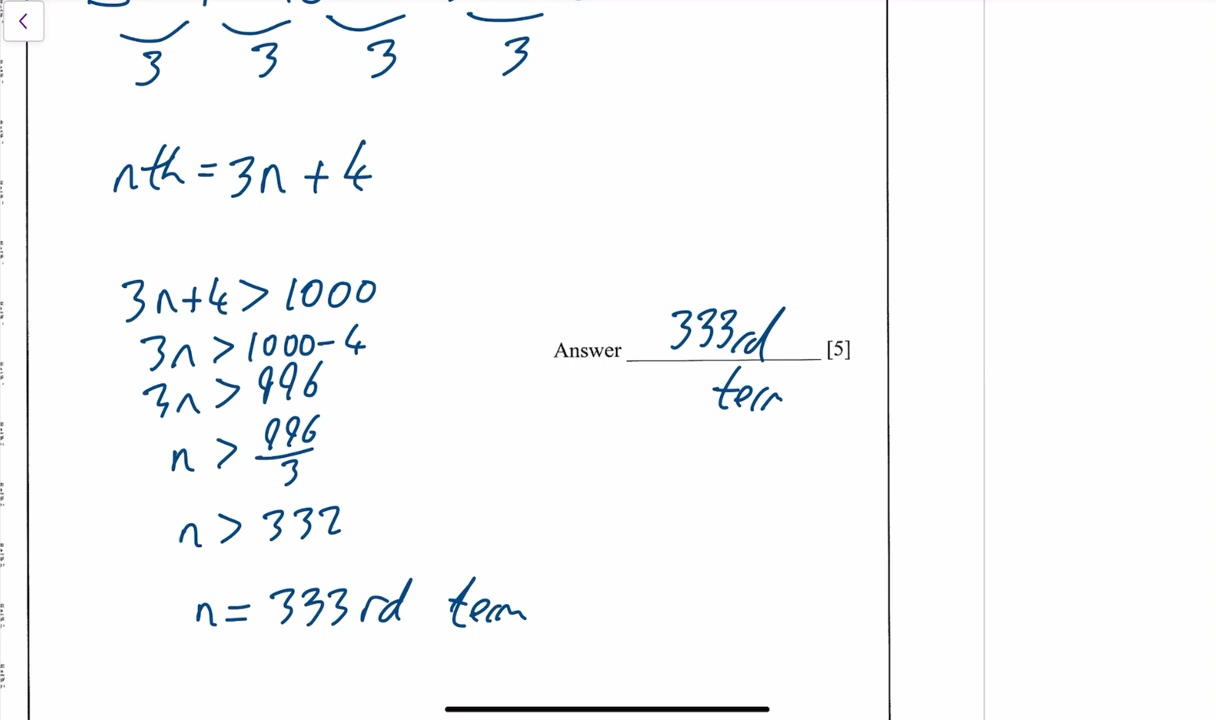 3 3 3 3
nth = 3n + 4
3n+4 > 1000
3n > 1000-4
3n > 996
n > 996/3
n > 332
n = 333rd term
Answer 333rd [5]
term